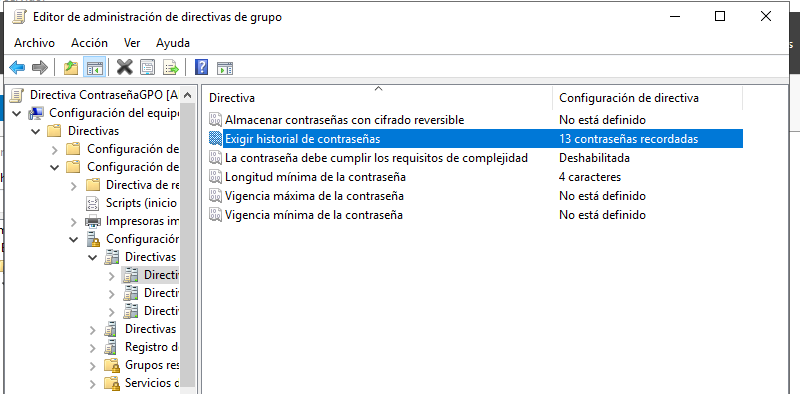 Editor de administración de directivas de grupo
Archivo Acción Ver Ayuda
Directiva ContraseñaGPO [A
Configuración del equipo
Directivas
Configuración de
Configuración de
Directiva de re
Scripts (inicio
Impresoras im
Configuración
Directivas
Directiv
Directiv
Directiv
Directivas
Registro d
Grupos res
Servicios d
Directiva Configuración de directiva
Almacenar contraseñas con cifrado reversible No está definido
Exigir historial de contraseñas 13 contraseñas recordadas
La contraseña debe cumplir los requisitos de complejidad Deshabilitada
Longitud mínima de la contraseña 4 caracteres
Vigencia máxima de la contraseña No está definido
Vigencia mínima de la contraseña No está definido